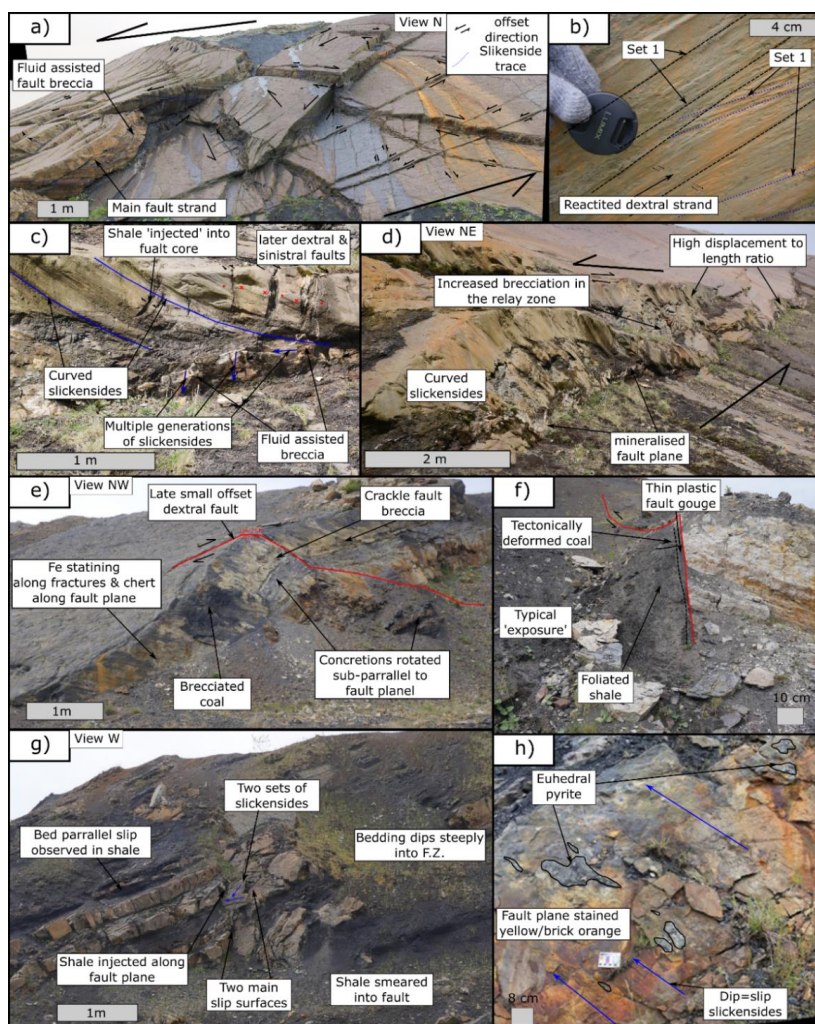 a)
View N
offset
direction
Slikenside
trace
Fluid assisted
fault breccia
Main fault strand
1 m
b)
4 cm
Set 1
Set 1
Reactited dextral strand
c)
Shale 'injected' into
fualt core
later dextral &
sinistral faults
Curved
slickensides
Multiple generations
of slickensides
Fluid assisted
breccia
1 m
d)
View NE
High displacement to
length ratio
Increased brecciation in
the relay zone
Curved
slickensides
mineralised
fault plane
2 m
e)
View NW
Late small offset
dextral fault
Crackle fault
breccia
Fe statining
along fractures & chert
along fault plane
Brecciated
coal
Concretions rotated
sub-parallel to
fault planel
1m
f)
Thin plastic
fault gouge
Tectonically
deformed coal
Typical
'exposure'
Foliated
shale
10 cm
g)
View W
Two sets of
slickensides
Bed parallel slip
observed in shale
Bedding dips steeply
into F.Z.
Shale injected along
fault plane
Two main
slip surfaces
Shale smeared
into fault
1m
h)
Euhedral
pyrite
Fault plane stained
yellow/brick orange
Dip=slip
slickensides
8 cm